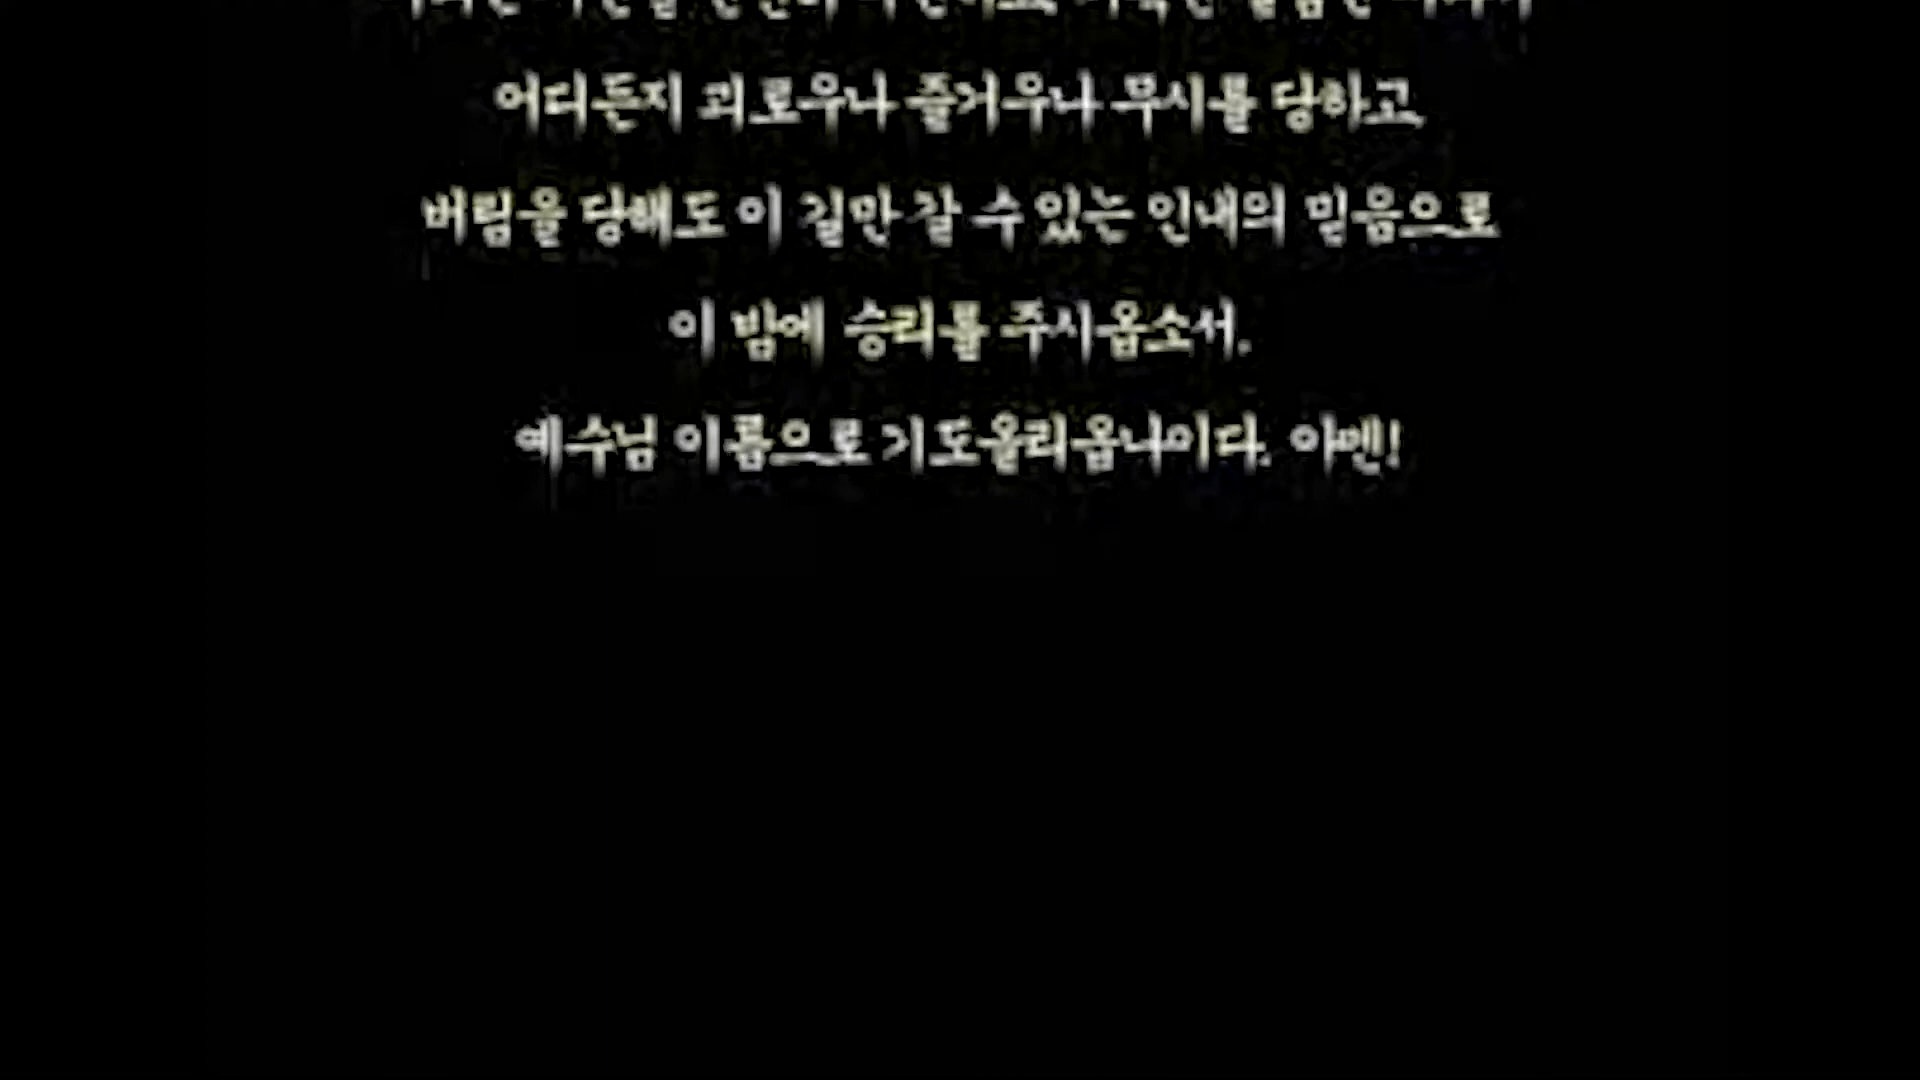 어디든지 괴로우나 즐거우나 무시를 당하고,
버림을 당해도 이 길만 갈 수 있는 인내의 믿음으로
이 밤에 승리를 주시옵소서.
예수님 이름으로 기도올리옵나이다. 아멘!